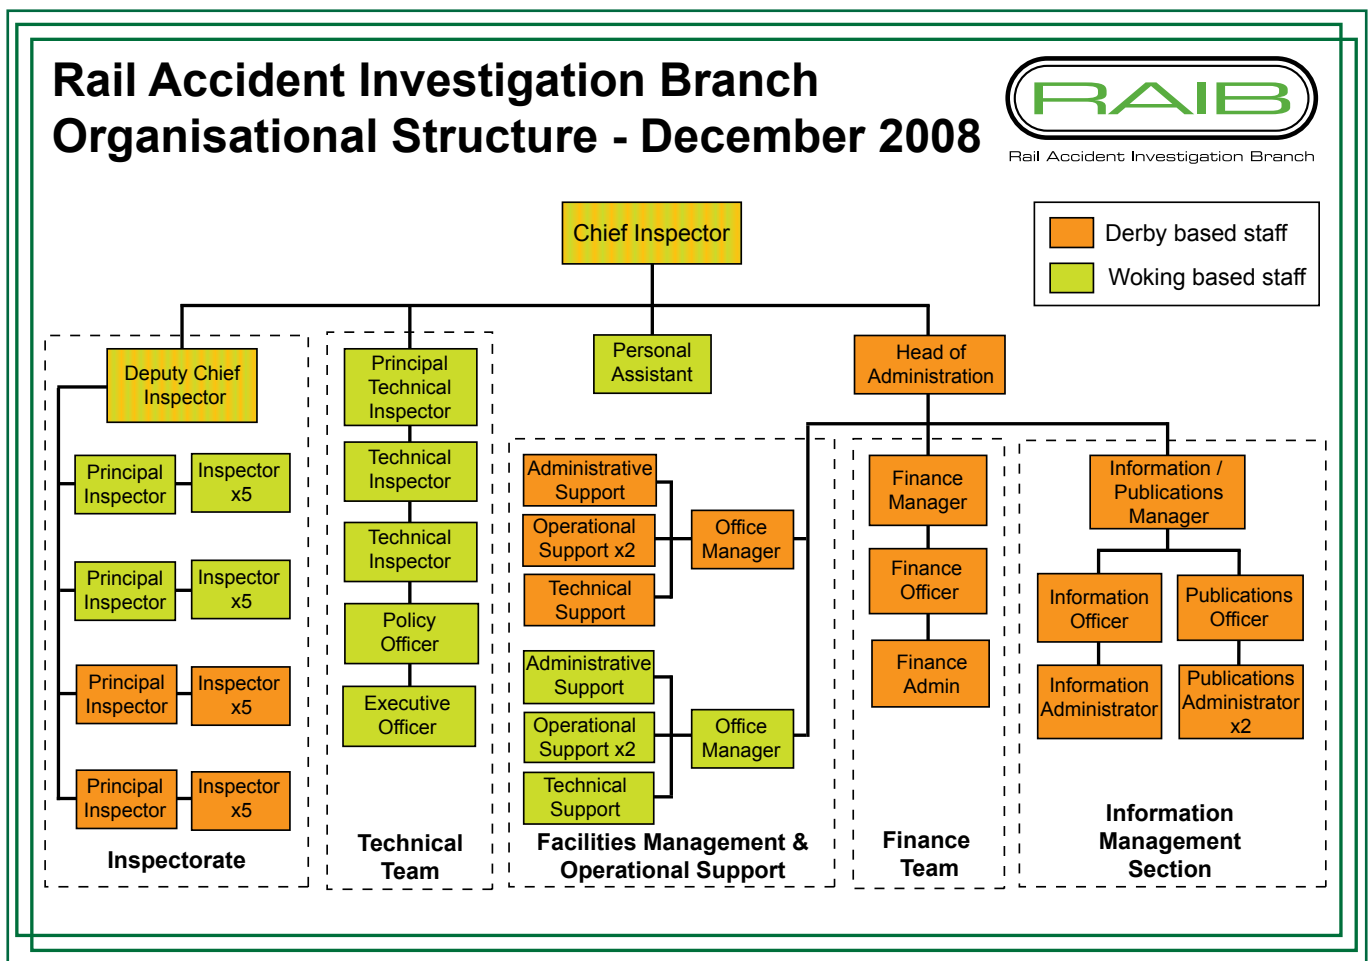 Rail Accident Investigation Branch
Organisational Structure - December 2008
RAIB
Rail Accident Investigation Branch
Derby based staff
Woking based staff
Chief Inspector
Deputy Chief
Inspector
Principal
Inspector
Inspector
x5
Principal
Inspector
Inspector
x5
Principal
Inspector
Inspector
x5
Principal
Inspector
Inspector
x5
Inspectorate
Principal
Technical
Inspector
Technical
Inspector
Technical
Inspector
Policy
Officer
Executive
Officer
Technical
Team
Personal
Assistant
Head of
Administration
Administrative
Support
Operational
Support x2
Technical
Support
Office
Manager
Administrative
Support
Operational
Support x2
Technical
Support
Office
Manager
Facilities Management &
Operational Support
Finance
Manager
Finance
Officer
Finance
Admin
Finance
Team
Information /
Publications
Manager
Information
Officer
Publications
Officer
Information
Administrator
Publications
Administrator
x2
Information
Management
Section